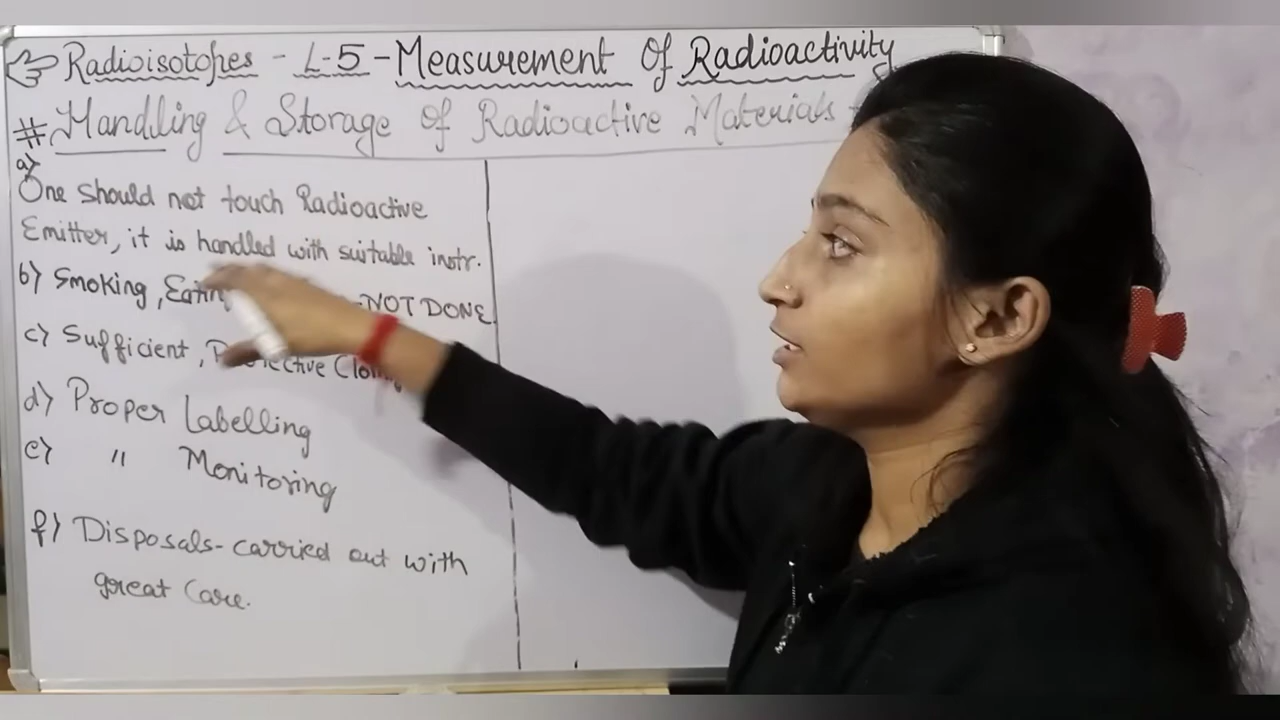 Radioisotopes - L-5 - Measurement Of Radioactivity
# Handling & Storage of Radioactive Materials
a)
One should not touch Radioactive
Emitter, it is handled with suitable instr.
b) Smoking, NOT DONE
c) Sufficient,
d) Proper Labelling
e) " Monitoring
f) Disposals- carried out with
great Care.